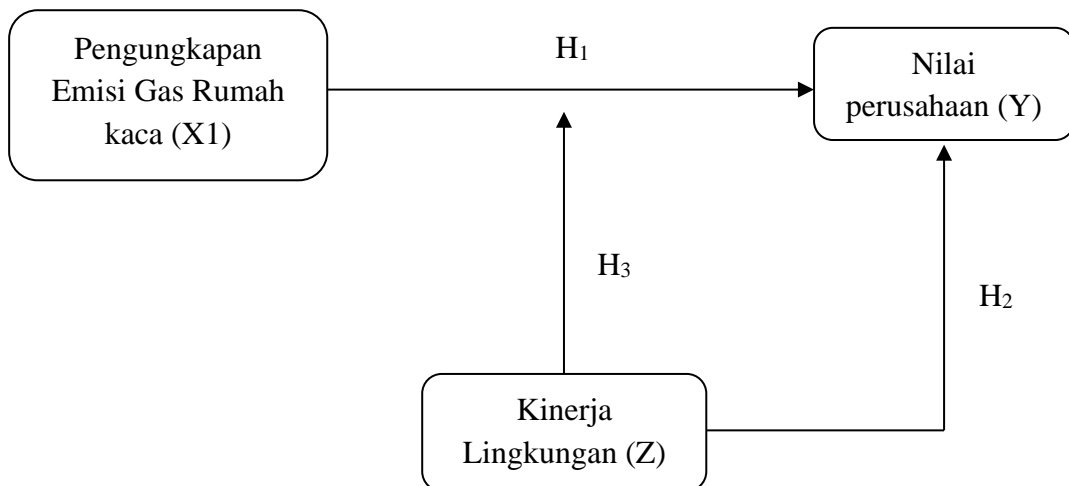 Pengungkapan
Emisi Gas Rumah
kaca (X1)
H1
Nilai
perusahaan (Y)
H3
H2
Kinerja
Lingkungan (Z)